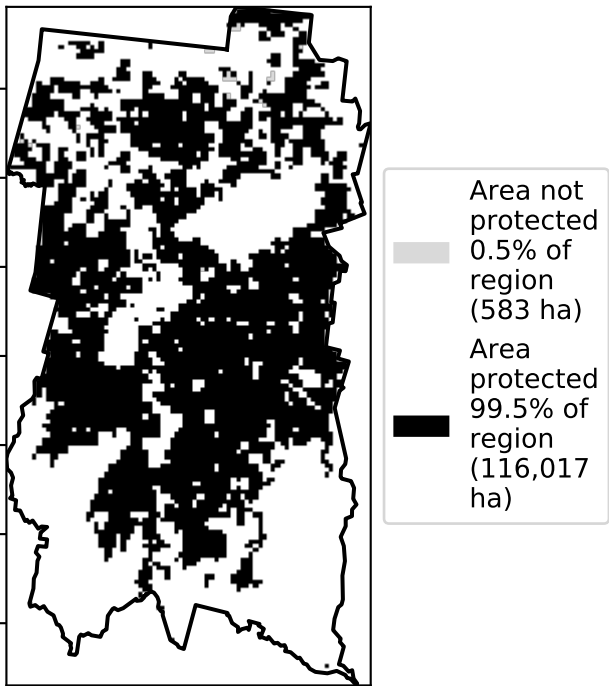 Area not
protected
0.5% of
region
(583 ha)
Area
protected
99.5% of
region
(116,017
ha)